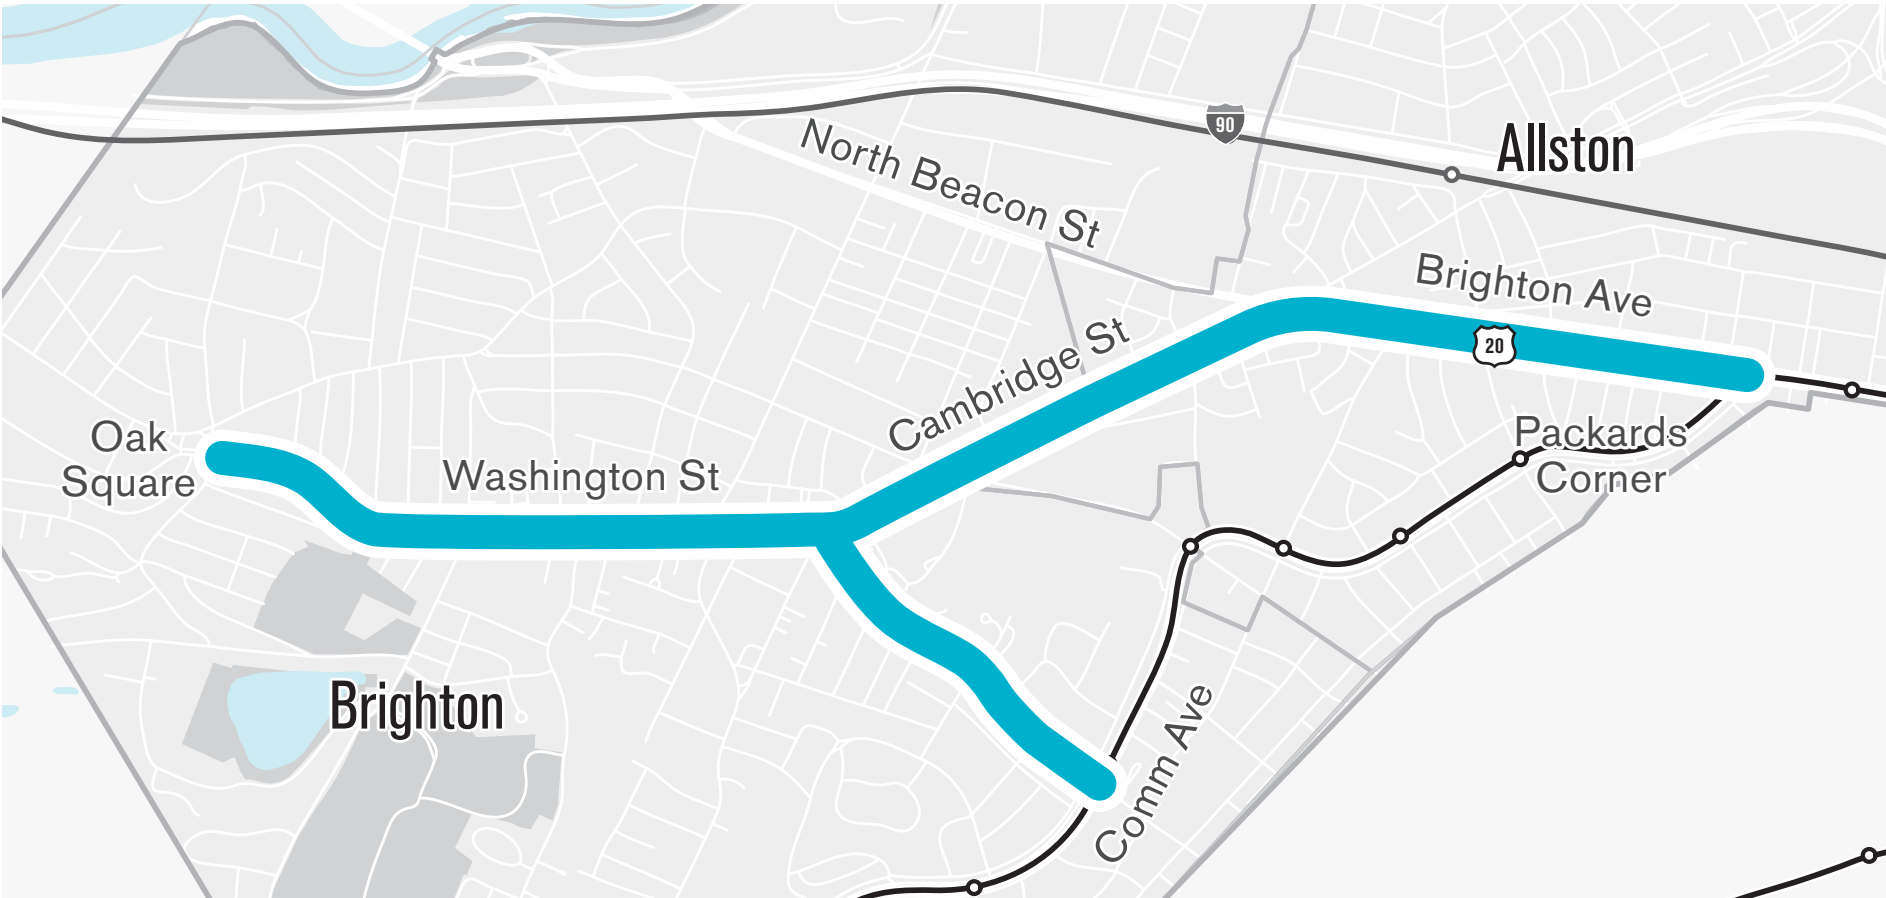 90
Allston
North Beacon St
Brighton Ave
20
Cambridge St
Oak
Square
Washington St
Packards
Corner
Brighton
Comm Ave